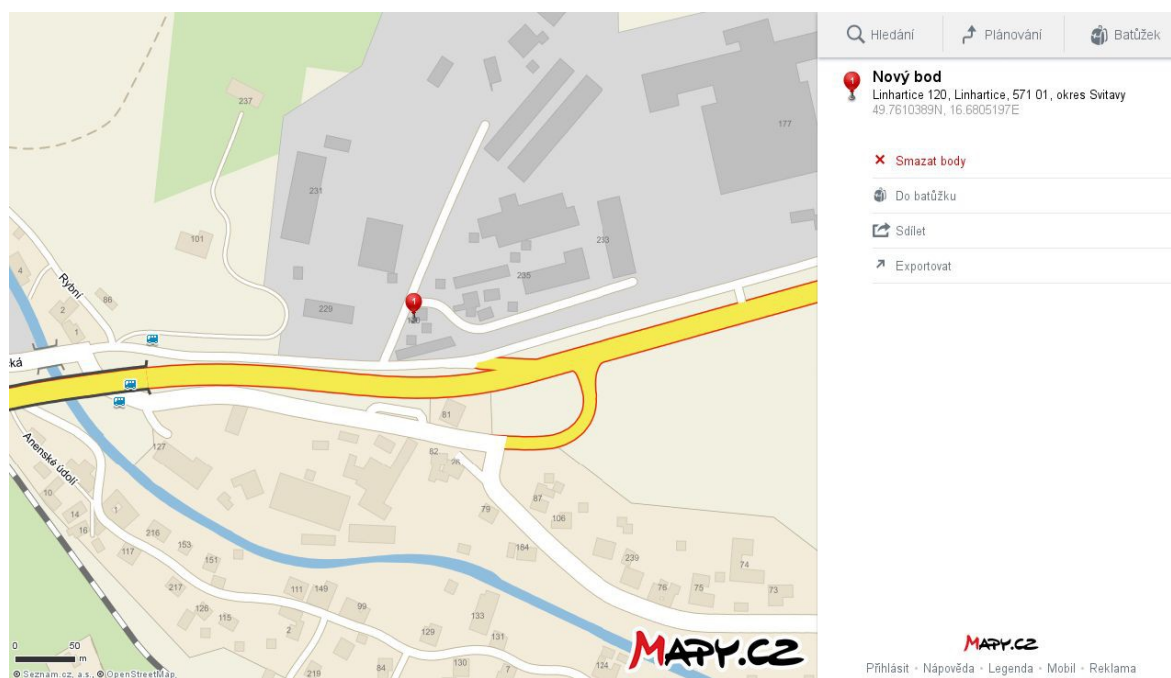 Hledání
Plánování
Batůžek
1
Nový bod
Linhartice 120, Linhartice, 571 01, okres Svitavy
49.7610389N, 16.6805197E
Smazat body
Do batůžku
Sdílet
Exportovat
237
177
231
101
233
235
229
1
120
Rybní
4
86
2
1
cká
81
127
82
26
Anenské údolí
10
14
16
1
117
216
153
151
79
87
106
184
239
74
76
75
73
217
126
115
111
149
99
2
133
129
131
130
7
124
84
219
0 50
m
© Seznam.cz, a.s., © OpenStreetMap,
MAPY.CZ
MAPY.CZ
Přihlásit - Nápověda - Legenda - Mobil - Reklama